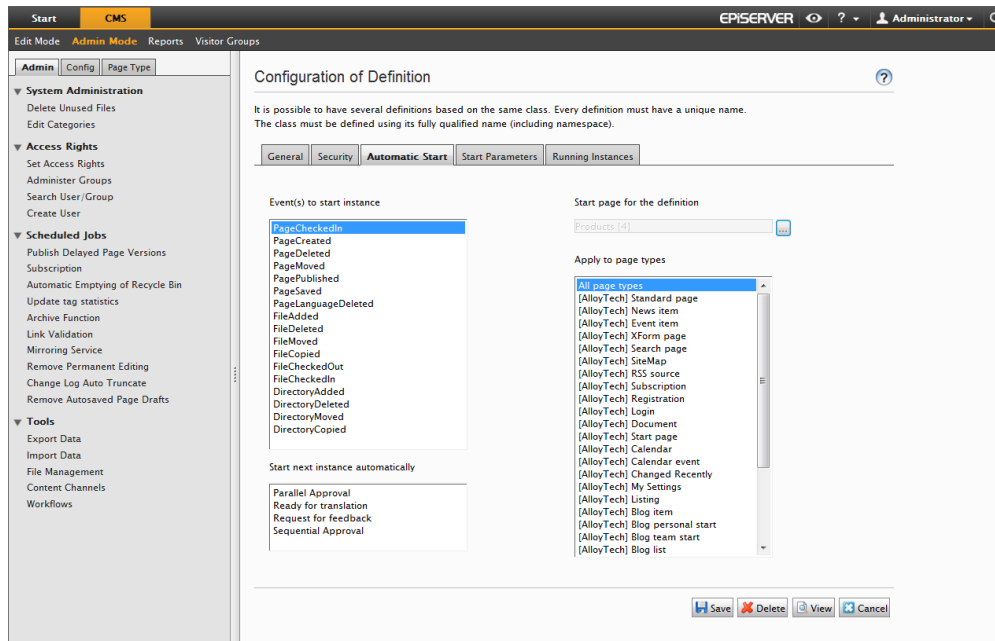 Start CMS EPiSERVER ? Administrator
Edit Mode Admin Mode Reports Visitor Groups
Admin Config Page Type
System Administration
Delete Unused Files
Edit Categories
Access Rights
Set Access Rights
Administer Groups
Search User/Group
Create User
Scheduled Jobs
Publish Delayed Page Versions
Subscription
Automatic Emptying of Recycle Bin
Update tag statistics
Archive Function
Link Validation
Mirroring Service
Remove Permanent Editing
Change Log Auto Truncate
Remove Autosaved Page Drafts
Tools
Export Data
Import Data
File Management
Content Channels
Workflows
Configuration of Definition ?
It is possible to have several definitions based on the same class. Every definition must have a unique name.
The class must be defined using its fully qualified name (including namespace).
General Security Automatic Start Start Parameters Running Instances
Event(s) to start instance
PageCheckedIn
PageCreated
PageDeleted
PageMoved
PagePublished
PageSaved
PageLanguageDeleted
FileAdded
FileDeleted
FileMoved
FileCopied
FileCheckedOut
FileCheckedIn
DirectoryAdded
DirectoryDeleted
DirectoryMoved
DirectoryCopied
Start next instance automatically
Parallel Approval
Ready for translation
Request for feedback
Sequential Approval
Start page for the definition
Products [4] ...
Apply to page types
All page types
[AlloyTech] Standard page
[AlloyTech] News item
[AlloyTech] Event item
[AlloyTech] XForm page
[AlloyTech] Search page
[AlloyTech] SiteMap
[AlloyTech] RSS source
[AlloyTech] Subscription
[AlloyTech] Registration
[AlloyTech] Login
[AlloyTech] Document
[AlloyTech] Start page
[AlloyTech] Calendar
[AlloyTech] Calendar event
[AlloyTech] Changed Recently
[AlloyTech] My Settings
[AlloyTech] Listing
[AlloyTech] Blog item
[AlloyTech] Blog personal start
[AlloyTech] Blog team start
[AlloyTech] Blog list
Save Delete View Cancel